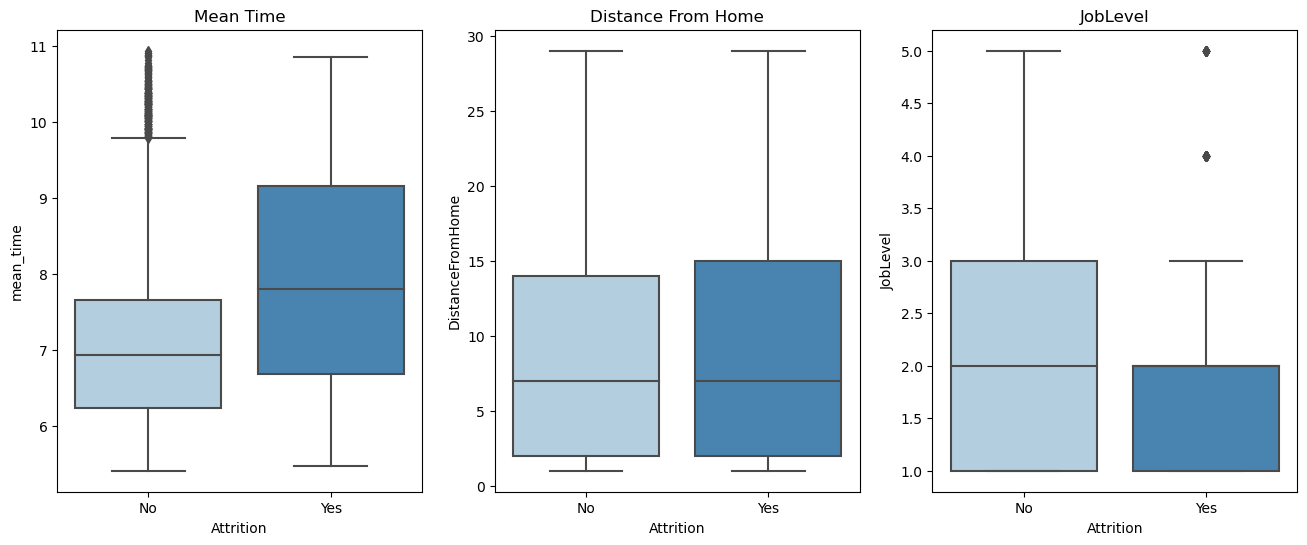 Mean Time
mean_time
11
10
9
8
7
6
No Yes
Attrition
Distance From Home
DistanceFromHome
30
25
20
15
10
5
0
No Yes
Attrition
JobLevel
JobLevel
5.0
4.5
4.0
3.5
3.0
2.5
2.0
1.5
1.0
No Yes
Attrition